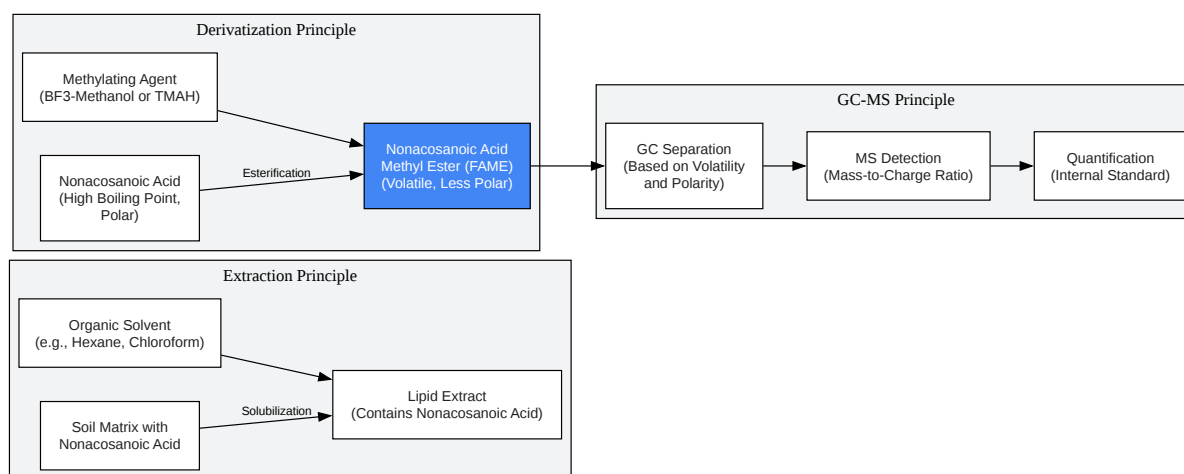 Derivatization Principle
Methylating Agent
(BF3-Methanol or TMAH)
Nonacosanoic Acid
(High Boiling Point,
Polar)
Esterification
Nonacosanoic Acid
Methyl Ester (FAME)
(Volatile, Less Polar)
GC-MS Principle
GC Separation
(Based on Volatility
and Polarity)
MS Detection
(Mass-to-Charge Ratio)
Quantification
(Internal Standard)
Extraction Principle
Organic Solvent
(e.g., Hexane, Chloroform)
Soil Matrix with
Nonacosanoic Acid
Solubilization
Lipid Extract
(Contains Nonacosanoic Acid)